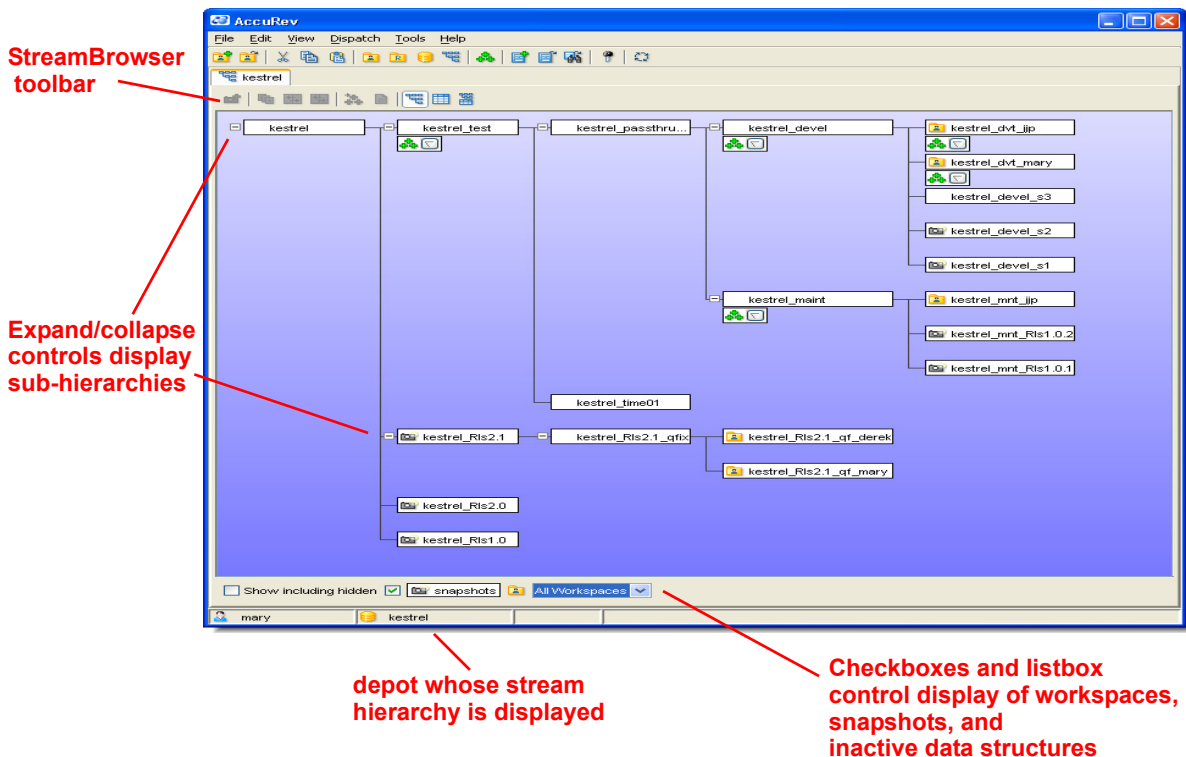 AccuRev
File Edit View Dispatch Tools Help
StreamBrowser
toolbar
kestrel
kestrel
kestrel_test
kestrel_passthru...
kestrel_devel
kestrel_dvt_jjp
kestrel_dvt_mary
kestrel_devel_s3
kestrel_devel_s2
kestrel_devel_s1
kestrel_maint
kestrel_mnt_jjp
kestrel_mnt_Rls1.0.2
kestrel_mnt_Rls1.0.1
Expand/collapse
controls display
sub-hierarchies
kestrel_time01
kestrel_Rls2.1
kestrel_Rls2.1_qfix
kestrel_Rls2.1_qf_derek
kestrel_Rls2.1_qf_mary
kestrel_Rls2.0
kestrel_Rls1.0
Show including hidden snapshots All Workspaces
mary kestrel
depot whose stream
hierarchy is displayed
Checkboxes and listbox
control display of workspaces,
snapshots, and
inactive data structures